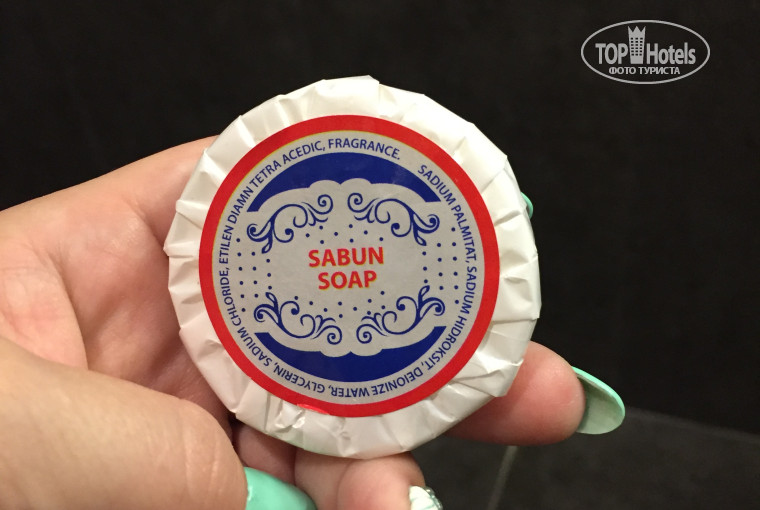 TOP Hotels
ФОТО ТУРИСТА
SABUN
SOAP
SADIUM PALMITAT, SADIUM HIDROKSIT, DEIONIZE WATER, GLYCERIN, SADIUM CHLORIDE, ETILEN DIAMN TETRA ACEDIC, FRAGRANCE.